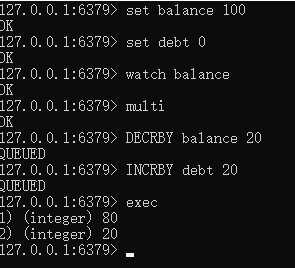 127.0.0.1:6379> set balance 100
OK
127.0.0.1:6379> set debt 0
OK
127.0.0.1:6379> watch balance
OK
127.0.0.1:6379> multi
OK
127.0.0.1:6379> DECRBY balance 20
QUEUED
127.0.0.1:6379> INCRBY debt 20
QUEUED
127.0.0.1:6379> exec
1) (integer) 80
2) (integer) 20
127.0.0.1:6379>